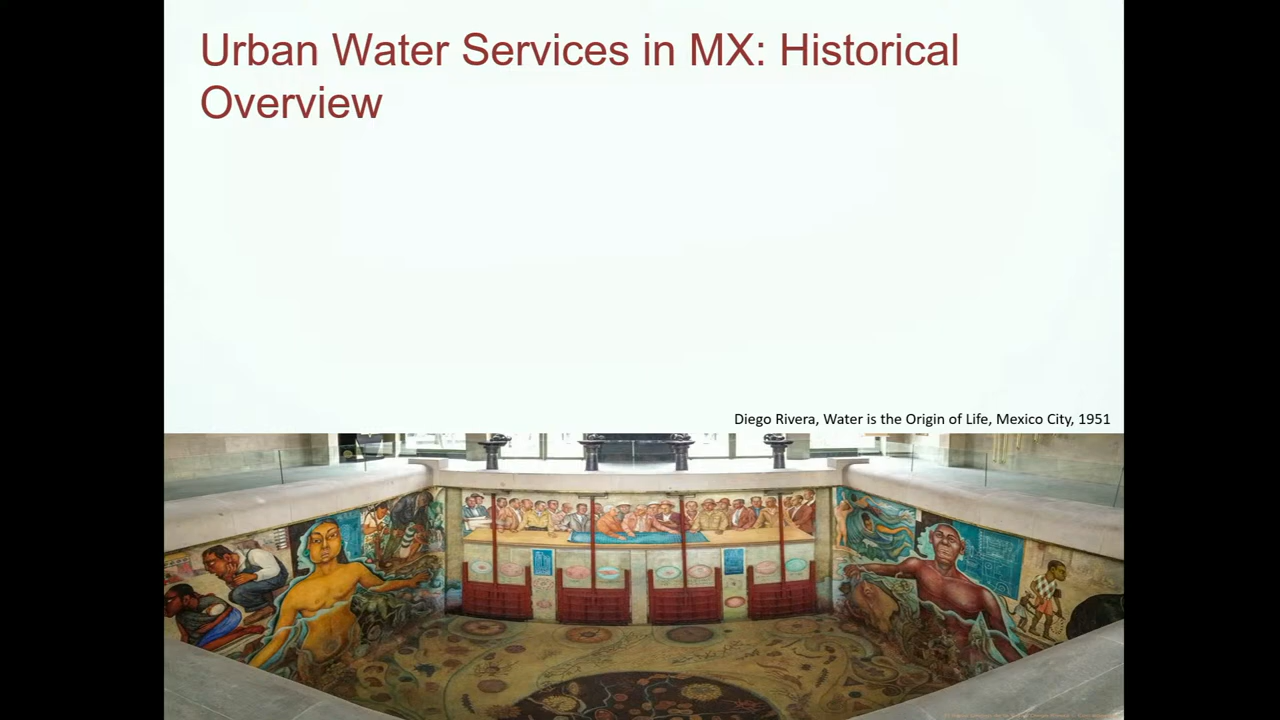 Urban Water Services in MX: Historical
Overview
Diego Rivera, Water is the Origin of Life, Mexico City, 1951